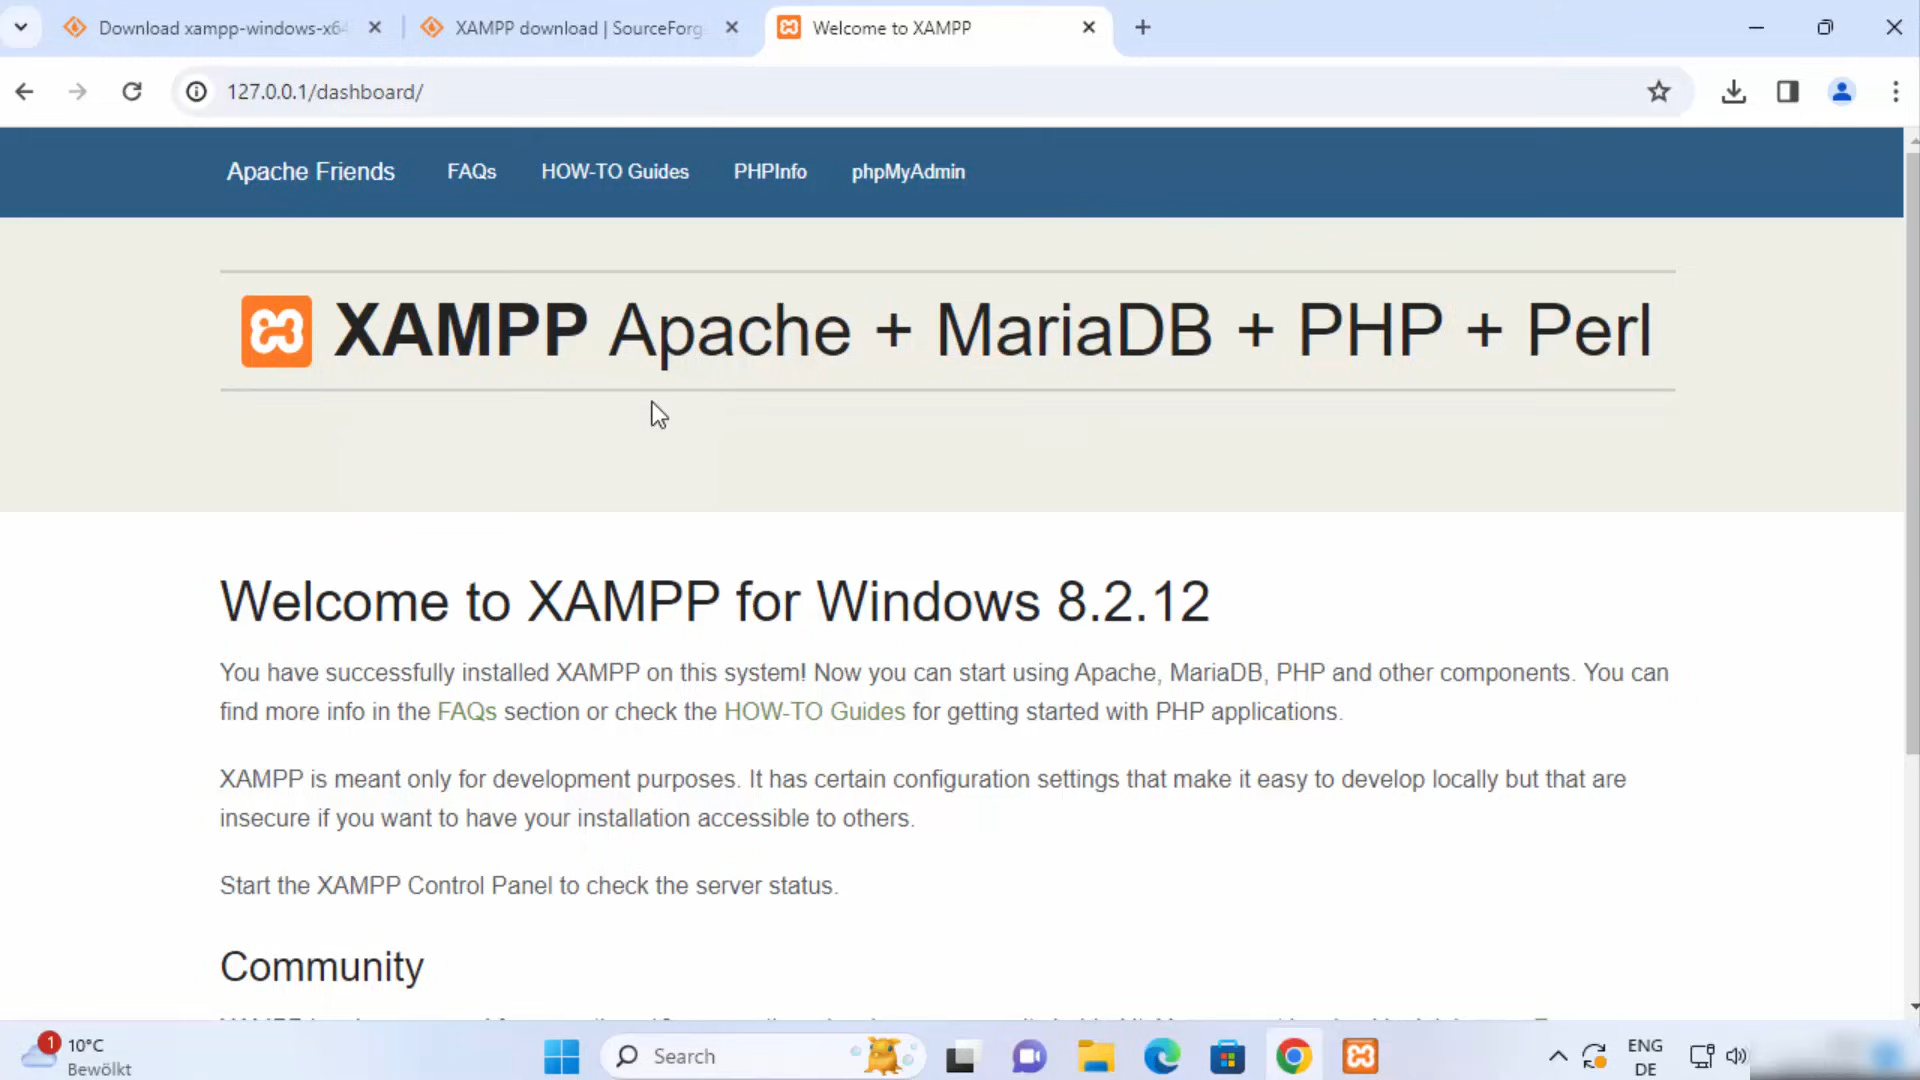 Download xampp-windows-x64
XAMPP download | SourceForg
Welcome to XAMPP
127.0.0.1/dashboard/
Apache Friends
FAQs
HOW-TO Guides
PHPInfo
phpMyAdmin
XAMPP Apache + MariaDB + PHP + Perl
Welcome to XAMPP for Windows 8.2.12
You have successfully installed XAMPP on this system! Now you can start using Apache, MariaDB, PHP and other components. You can
find more info in the FAQs section or check the HOW-TO Guides for getting started with PHP applications.
XAMPP is meant only for development purposes. It has certain configuration settings that make it easy to develop locally but that are
insecure if you want to have your installation accessible to others.
Start the XAMPP Control Panel to check the server status.
Community
1
10°C
Bewölkt
Search
ENG
DE